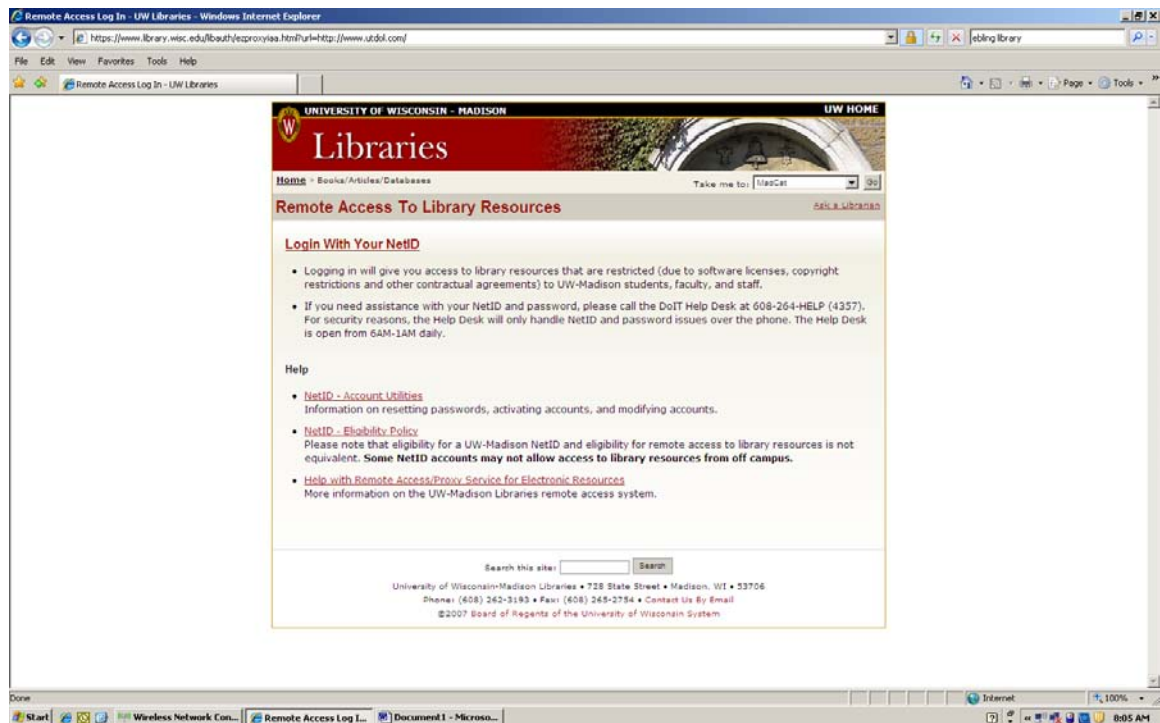 Remote Access Log In - UW Libraries - Windows Internet Explorer
https://www.library.wisc.edu/libauth/ezproxyiaa.html?url=http://www.utdol.com/
ebling library
File Edit View Favorites Tools Help
Remote Access Log In - UW Libraries
Page Tools
UNIVERSITY OF WISCONSIN - MADISON UW HOME
W Libraries
Home > Books/Articles/Databases Take me to: MadCat Go
Remote Access To Library Resources Ask a Librarian
Login With Your NetID
• Logging in will give you access to library resources that are restricted (due to software licenses, copyright
restrictions and other contractual agreements) to UW-Madison students, faculty, and staff.
• If you need assistance with your NetID and password, please call the DoIT Help Desk at 608-264-HELP (4357).
For security reasons, the Help Desk will only handle NetID and password issues over the phone. The Help Desk
is open from 6AM-1AM daily.
Help
• NetID - Account Utilities
Information on resetting passwords, activating accounts, and modifying accounts.
• NetID - Eligibility Policy
Please note that eligibility for a UW-Madison NetID and eligibility for remote access to library resources is not
equivalent. Some NetID accounts may not allow access to library resources from off campus.
• Help with Remote Access/Proxy Service for Electronic Resources
More information on the UW-Madison Libraries remote access system.
Search this site: Search
University of Wisconsin-Madison Libraries • 728 State Street • Madison, WI • 53706
Phone: (608) 262-3193 • Fax: (608) 265-2754 • Contact Us By Email
©2007 Board of Regents of the University of Wisconsin System
Done Internet 100%
Start Wireless Network Con... Remote Access Log I... Document1 - Microso... 8:05 AM